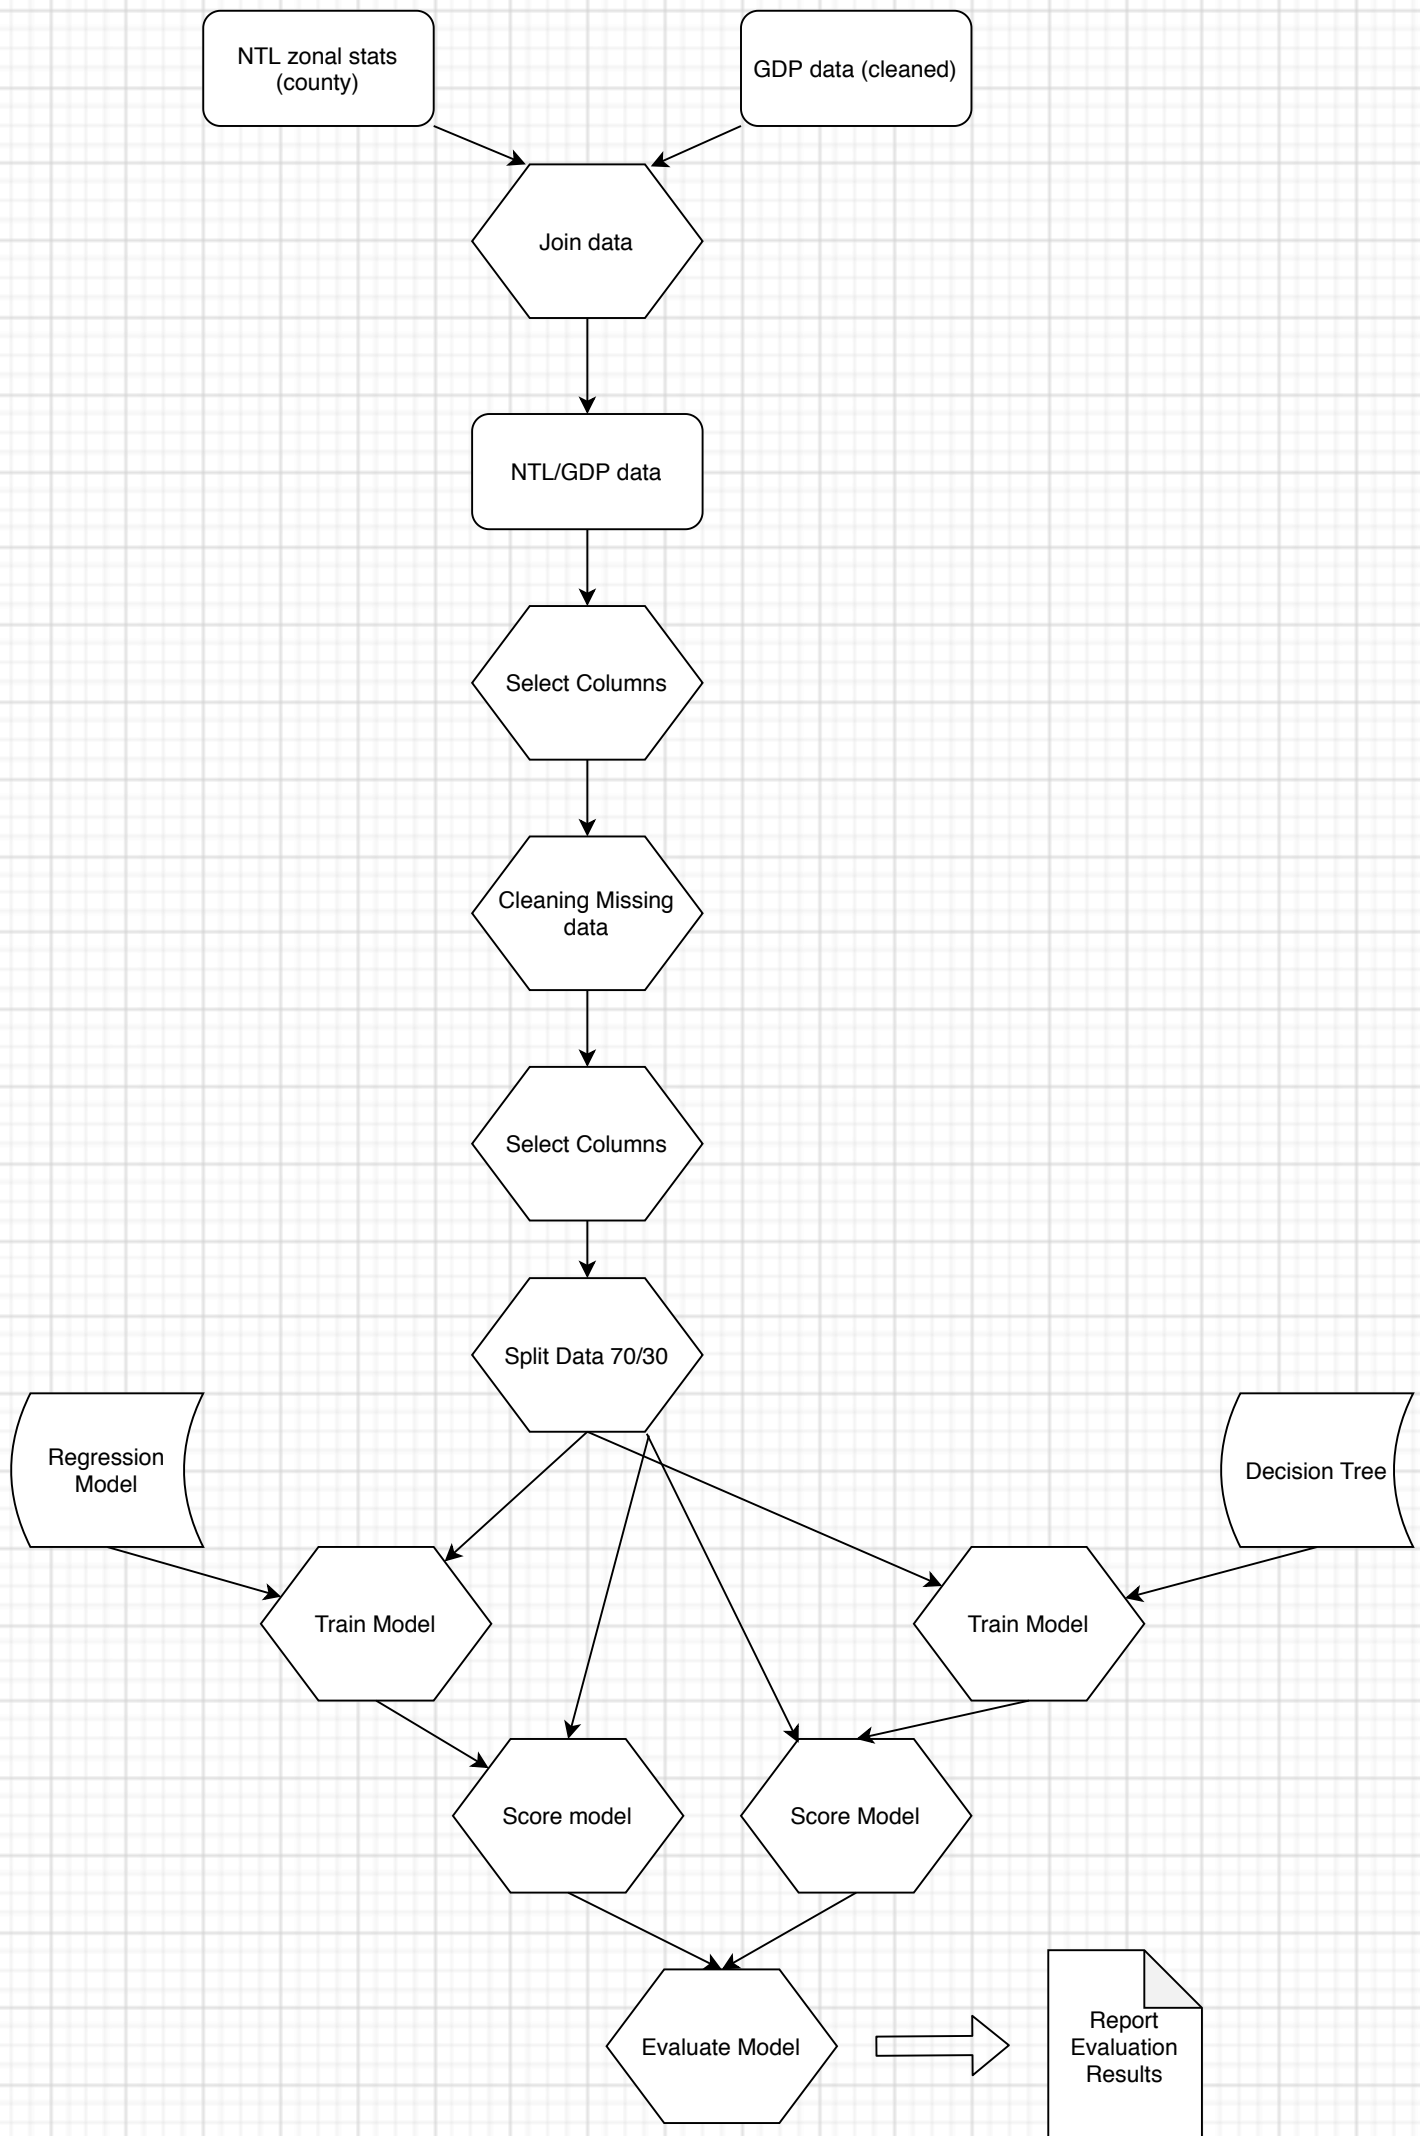 NTL zonal stats
(county)
GDP data (cleaned)
Join data
NTL/GDP data
Select Columns
Cleaning Missing
data
Select Columns
Split Data 70/30
Regression
Model
Decision Tree
Train Model
Train Model
Score model
Score Model
Evaluate Model
Report
Evaluation
Results